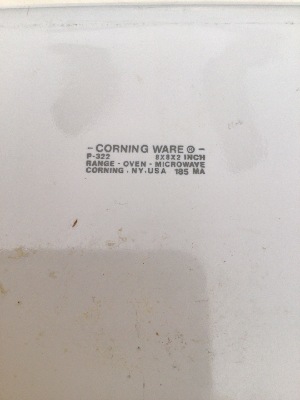 - CORNING WARE ® -
P-322 8X8X2 INCH
RANGE - OVEN - MICROWAVE
CORNING, NY. USA 185 MA